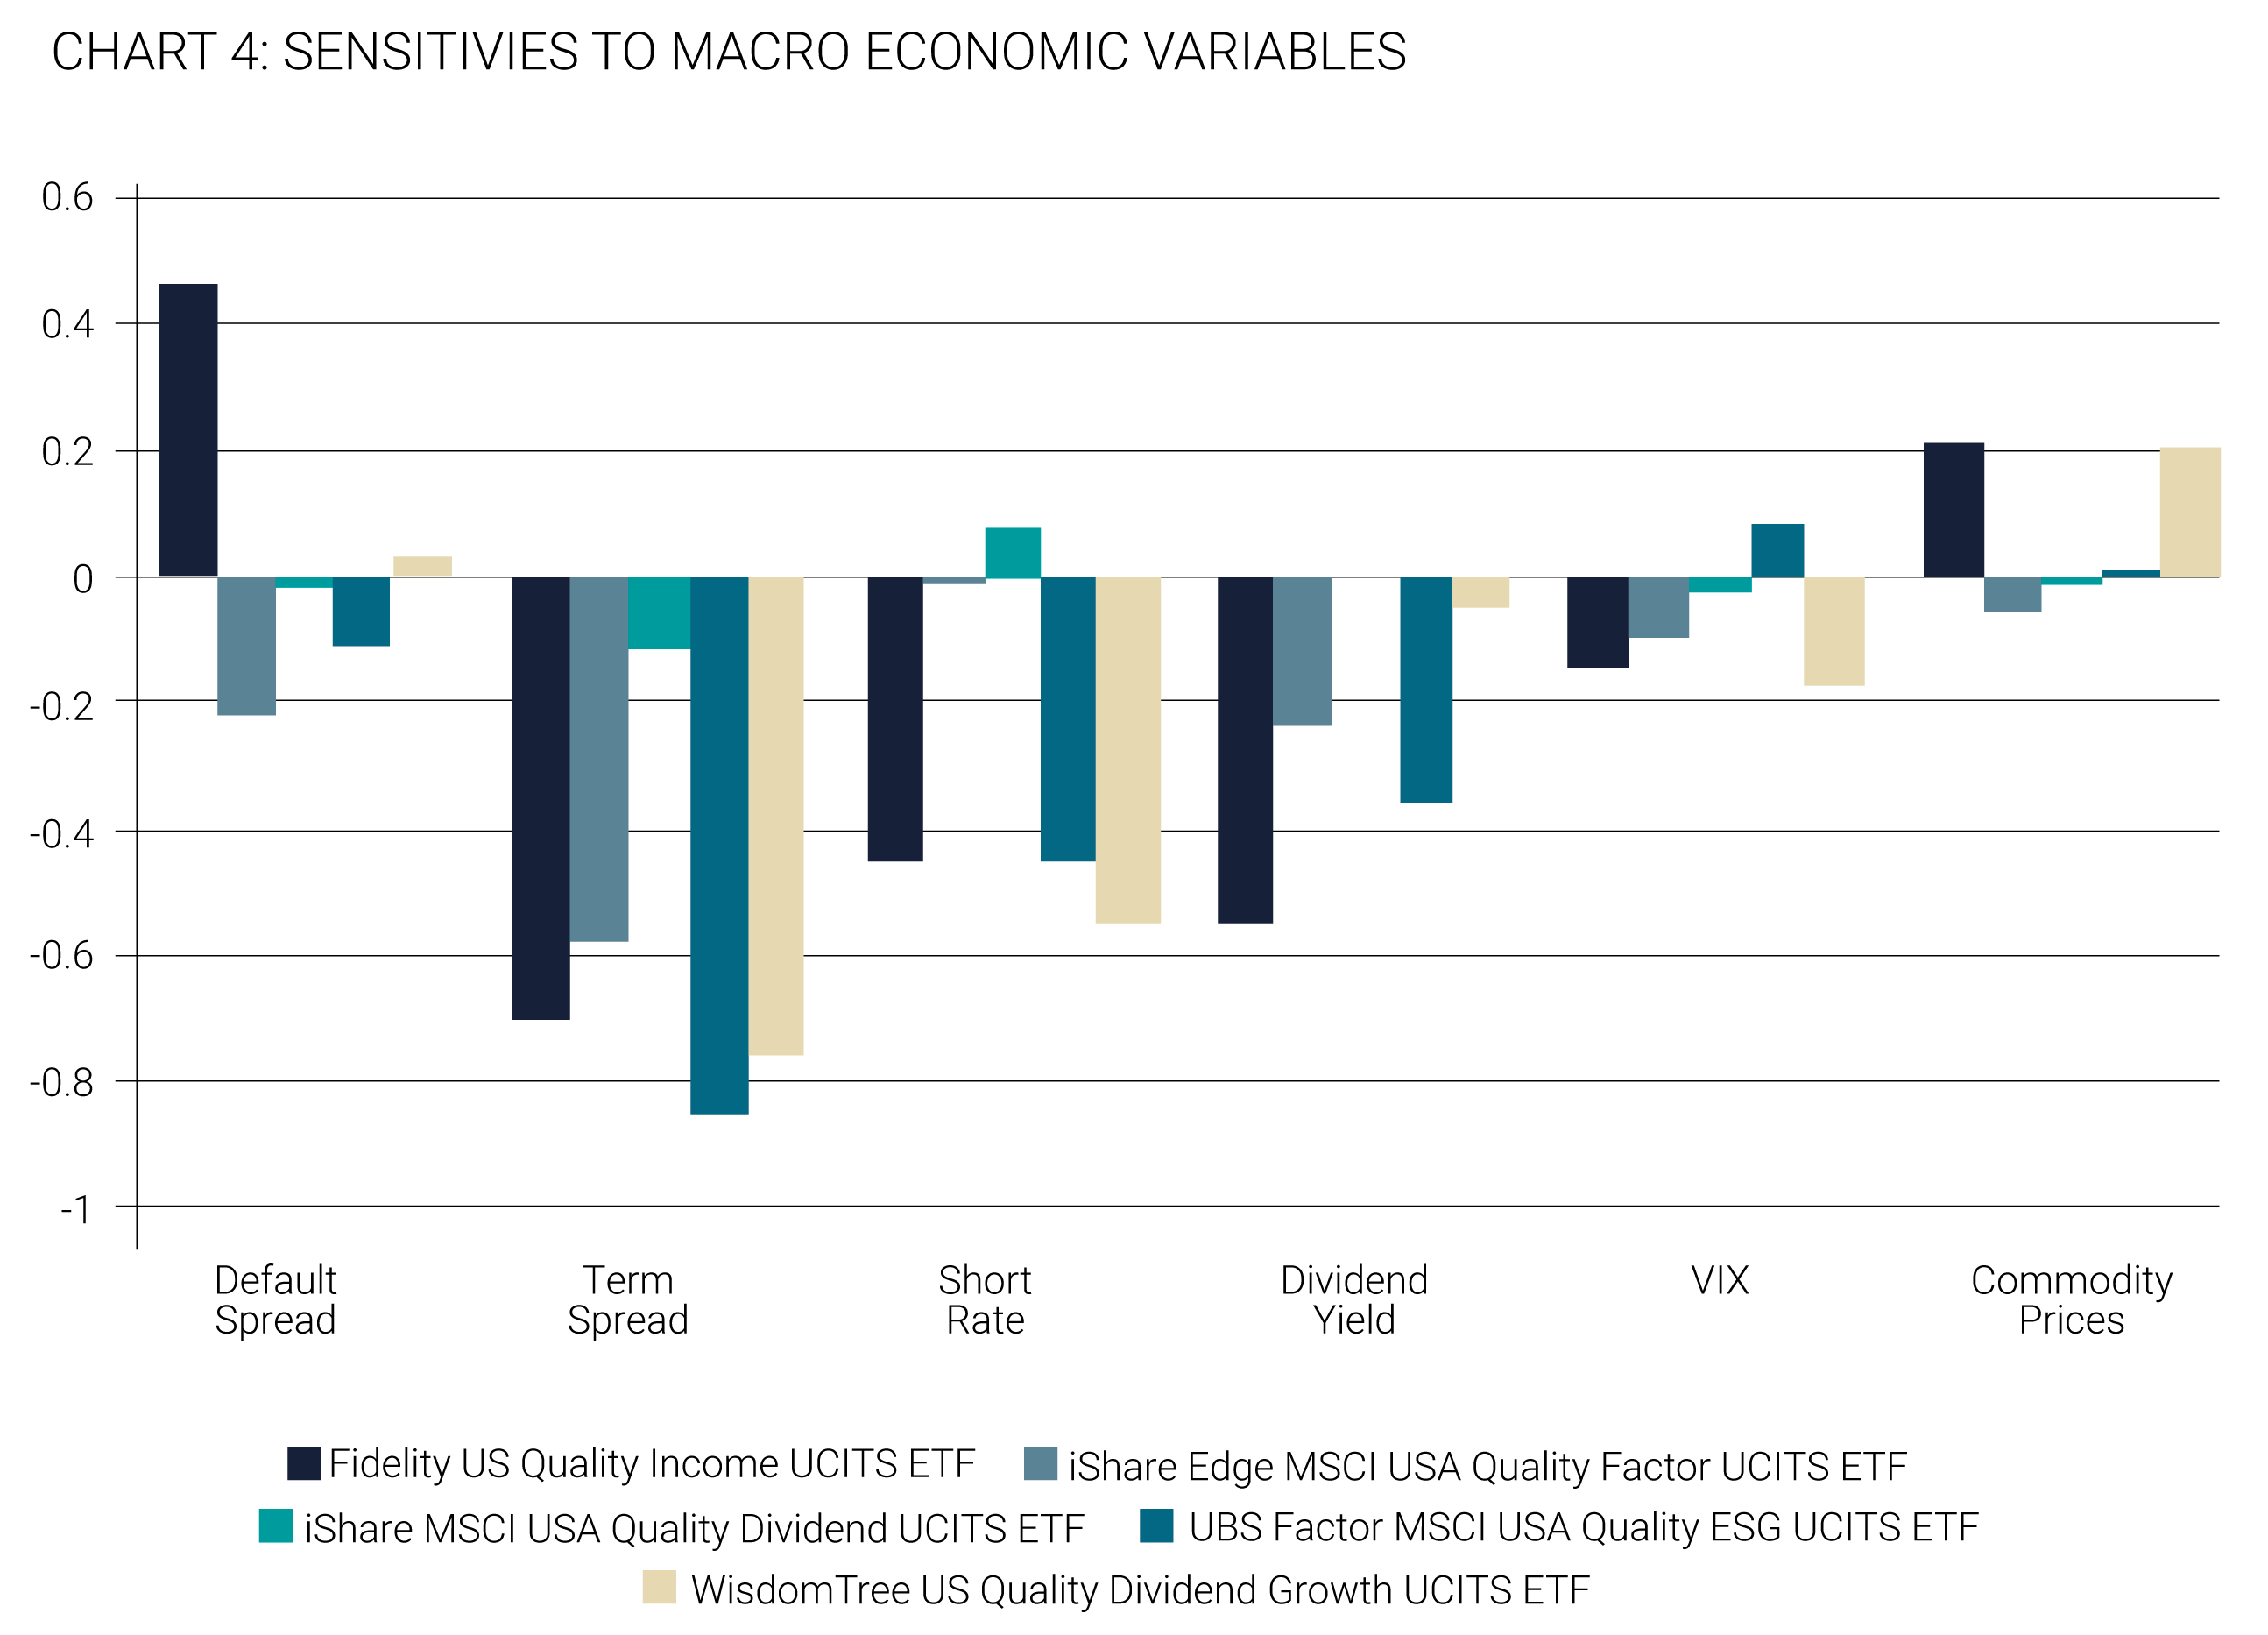 CHART 4: SENSITIVIES TO MACRO ECONOMIC VARIABLES
0.6
0.4
0.2
0
-0.2
-0.4
-0.6
-0.8
-1
Default
Spread
Term
Spread
Short
Rate
Dividend
Yield
VIX
Commodity
Prices
Fidelity US Quality Income UCITS ETF
iShare Edge MSCI USA Quality Factor UCITS ETF
iShare MSCI USA Quality Dividend UCITS ETF
UBS Factor MSCI USA Quality ESG UCITS ETF
WisdomTree US Quality Dividend Growth UCITS ETF